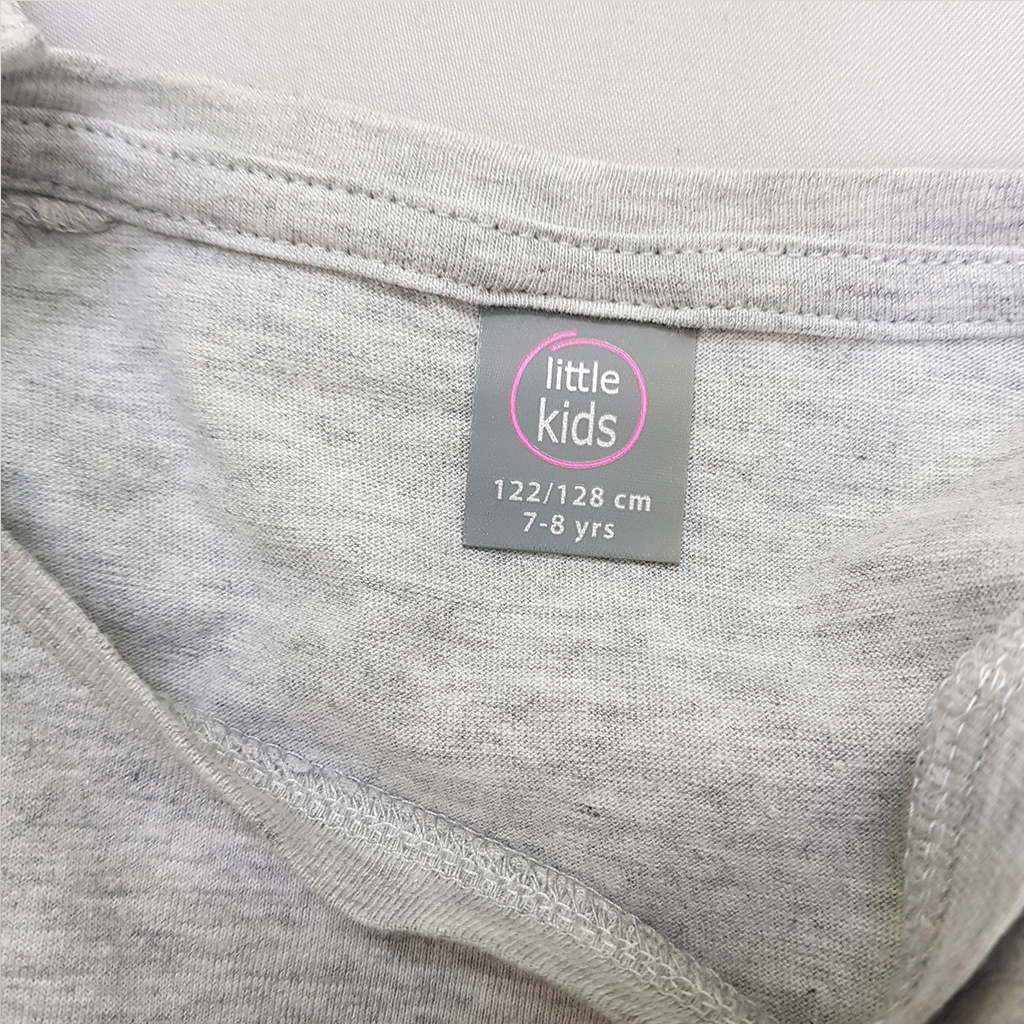 little
kids
122/128 cm
7-8 yrs